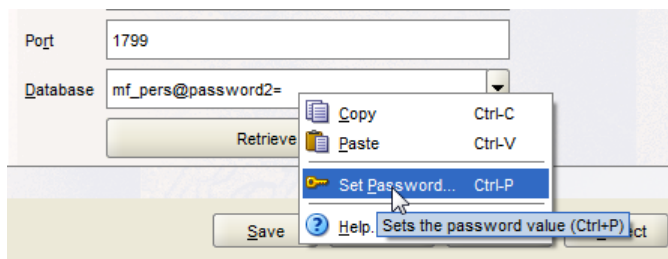 Port 1799
Database mf_pers@password2=
Copy Ctrl-C
Retrieve Paste Ctrl-V
Set Password... Ctrl-P
Save Help. Sets the password value (Ctrl+P) ct